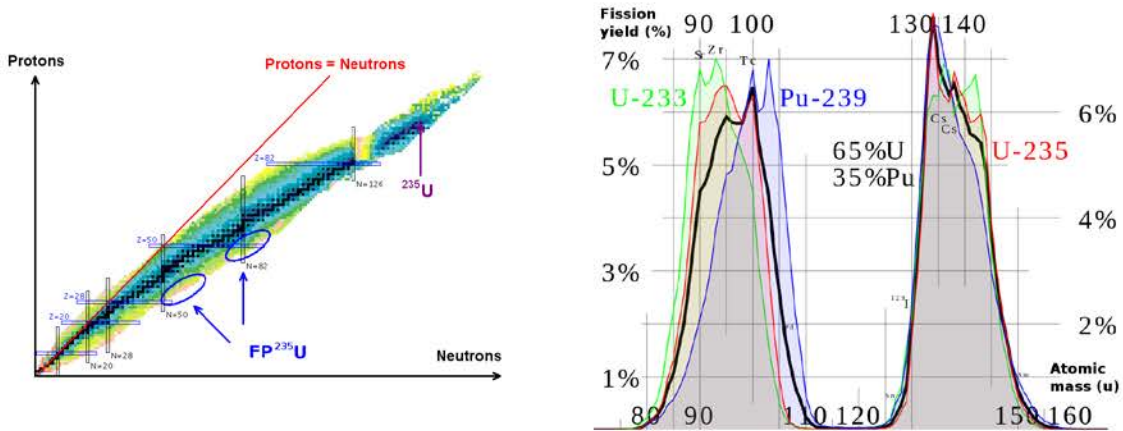 Protons
Protons = Neutrons
Z=82
N=126
235U
Z=50
N=82
Z=28
N=50
Z=20
FP 235U
N=28
N=20
Neutrons
Fission
yield (%)
90 100
130 140
Sr Zr
Tc
7%
U-233
Pu-239
6%
Cs
Cs
65%U
35%Pu
U-235
5%
4%
3%
2%
1%
Atomic
mass (u)
80 90 110 120 150 160